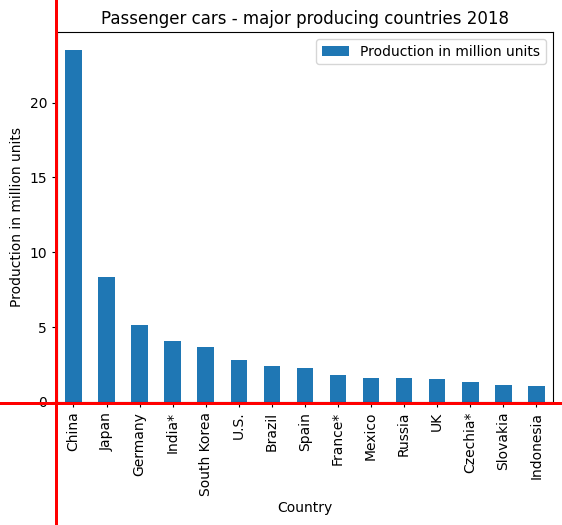 Passenger cars - major producing countries 2018
Production in million units
Production in million units
20
15
10
5
0
China
Japan
Germany
India*
South Korea
U.S.
Brazil
Spain
France*
Mexico
Russia
UK
Czechia*
Slovakia
Indonesia
Country